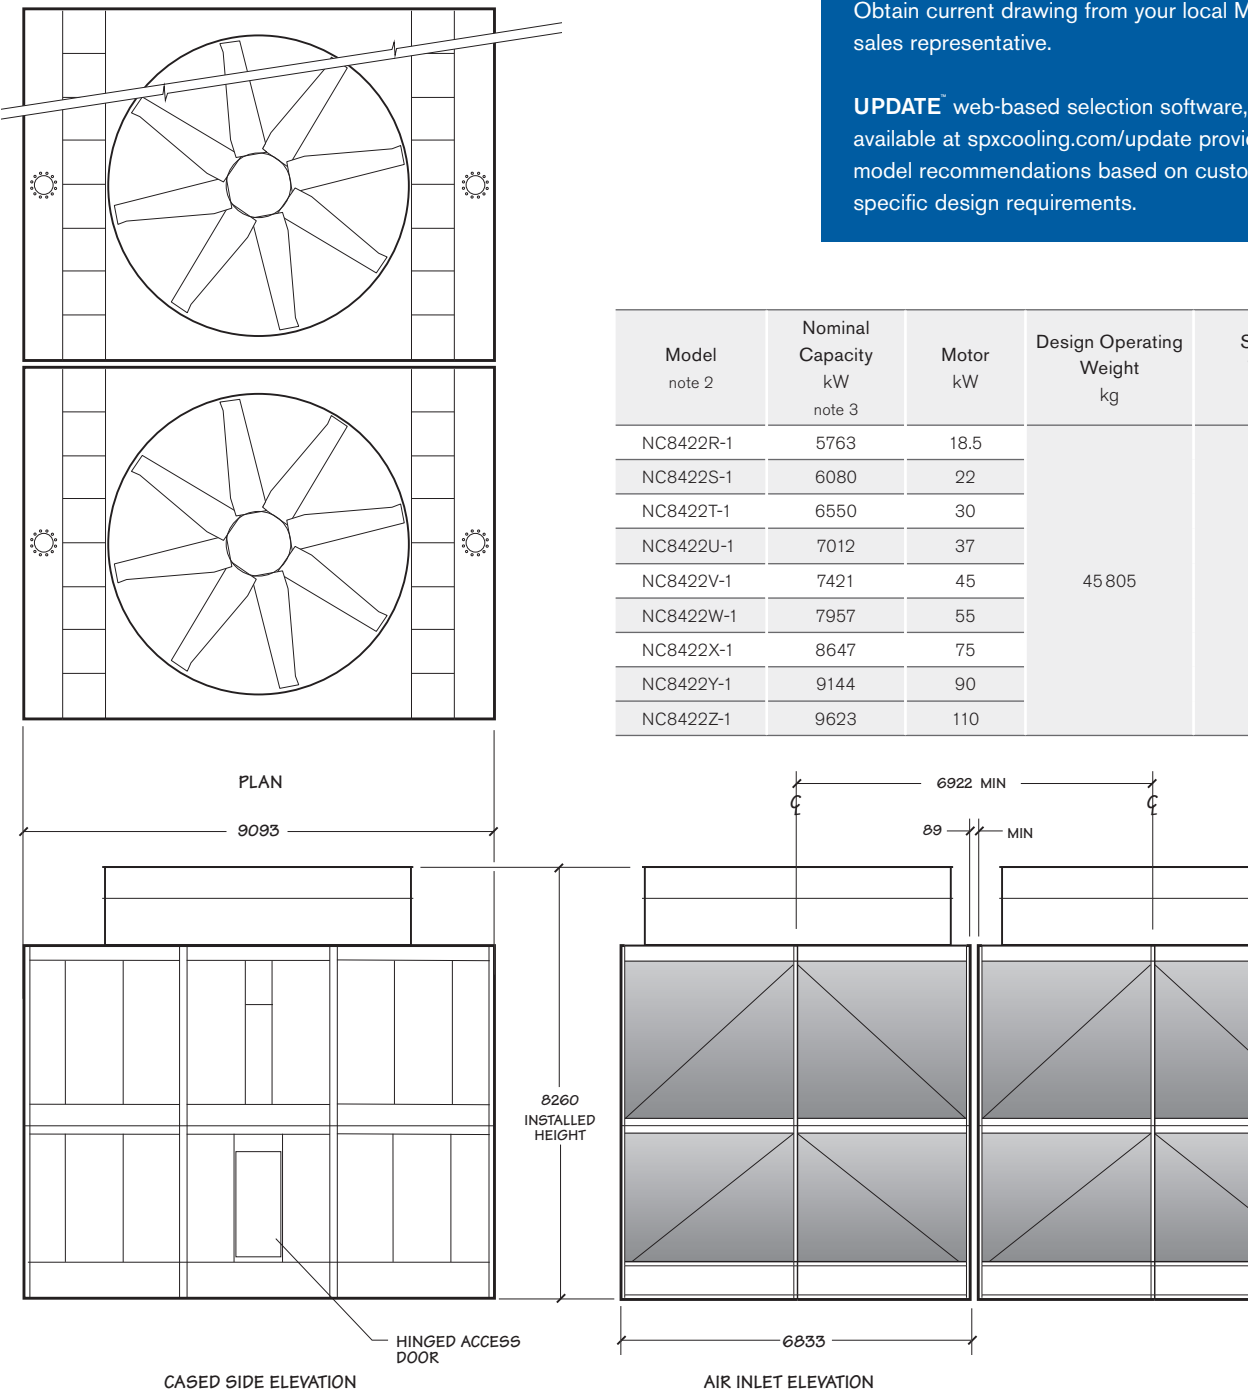 Obtain current drawing from your local M
sales representative.
UPDATE™ web-based selection software,
available at spxcooling.com/update provi
model recommendations based on custo
specific design requirements.
Model
note 2
Nominal
Capacity
kW
note 3
Motor
kW
Design Operating
Weight
kg
S
NC8422R-1 5763 18.5
NC8422S-1 6080 22
NC8422T-1 6550 30
NC8422U-1 7012 37
NC8422V-1 7421 45 45 805
NC8422W-1 7957 55
NC8422X-1 8647 75
NC8422Y-1 9144 90
NC8422Z-1 9623 110
PLAN
9093
6922 MIN
℄ ℄
89 MIN
8260
INSTALLED
HEIGHT
HINGED ACCESS
DOOR
6833
CASED SIDE ELEVATION
AIR INLET ELEVATION